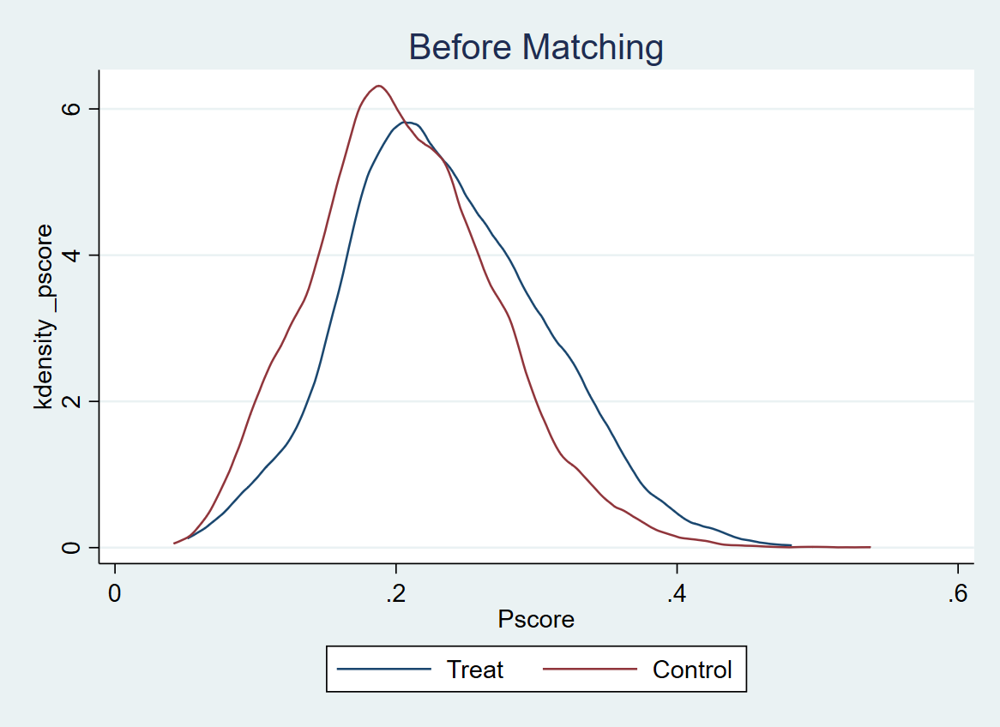 Before Matching
kdensity _pscore
6
4
2
0
0 .2 .4 .6
Pscore
Treat Control